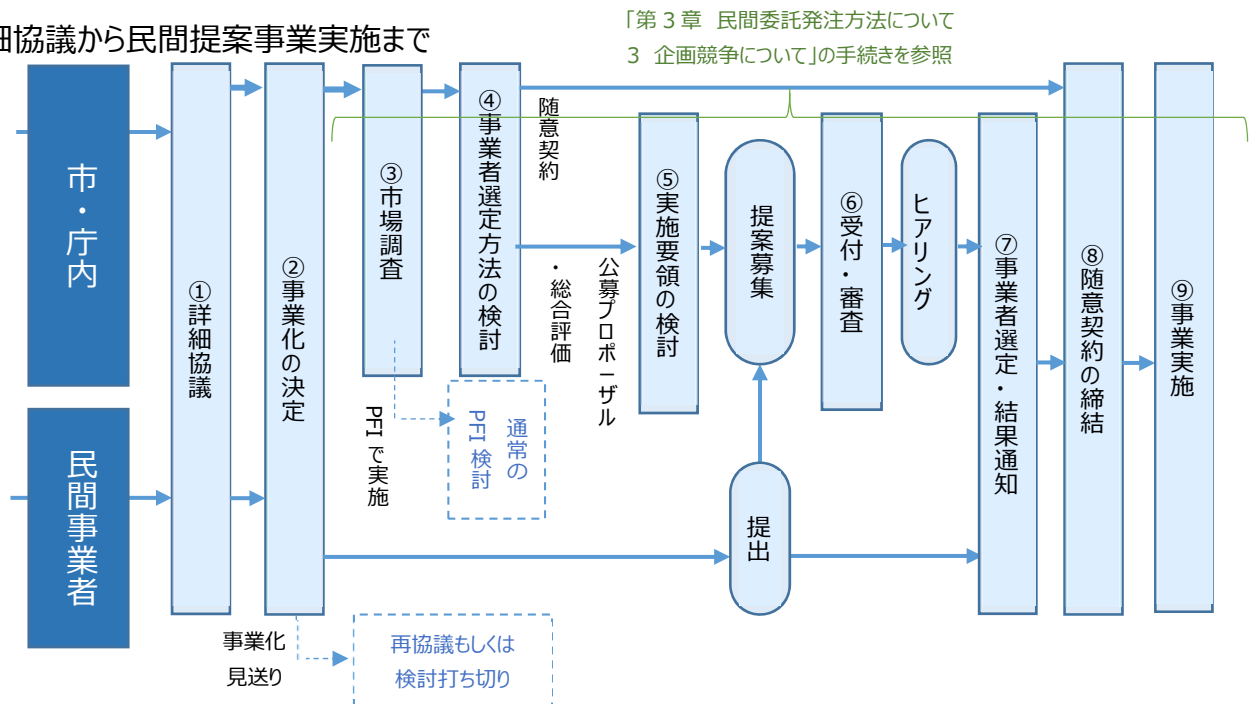 細協議から民間提案事業実施まで
「第3章 民間委託発注方法について
3 企画競争について」の手続きを参照
市・庁内
民間事業者
①詳細協議
②事業化の決定
③市場調査
④事業者選定方法の検討
随意契約
公募プロポーザル
・総合評価
⑤実施要領の検討
提案募集
⑥受付・審査
ヒアリング
⑦事業者選定・結果通知
⑧随意契約の締結
⑨事業実施
PFIで実施
通常の
PFI検討
提出
事業化
見送り
再協議もしくは
検討打ち切り